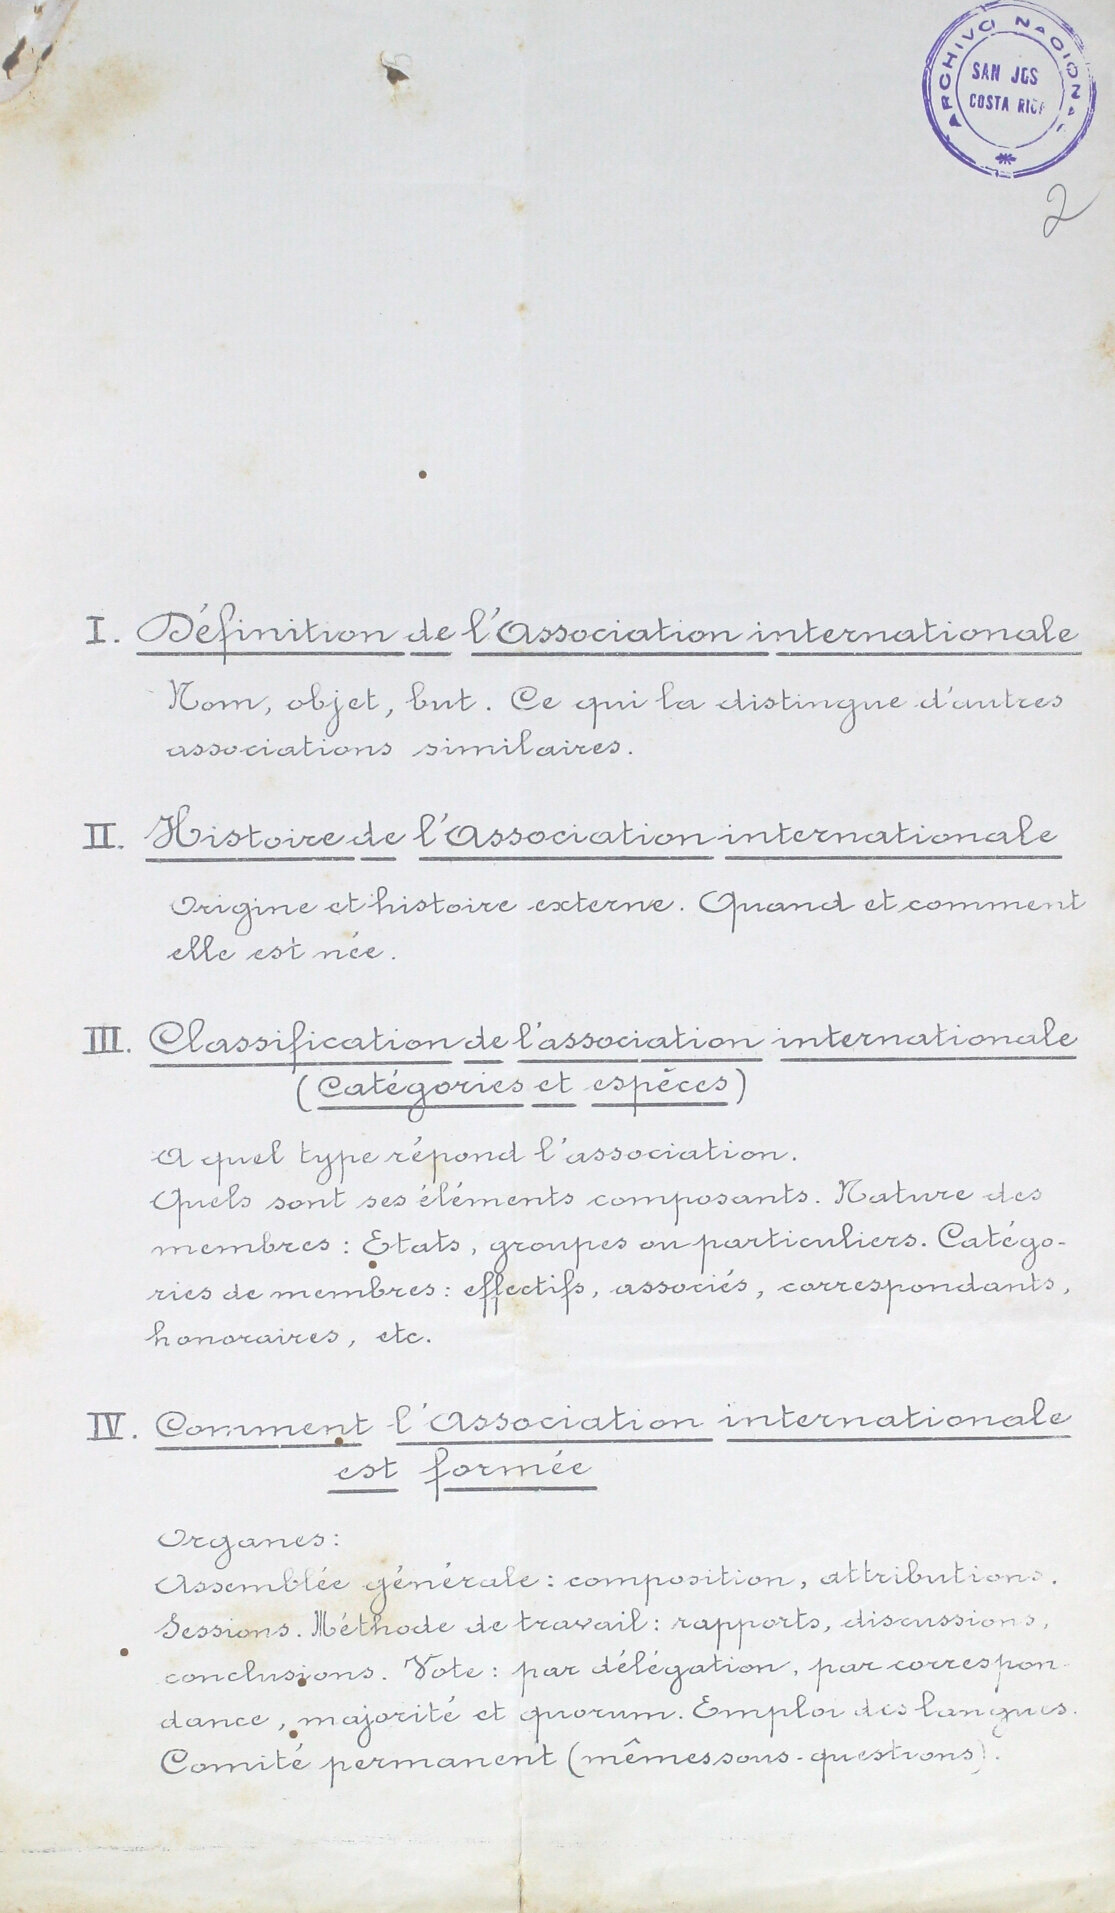 ARCHIVO NACIONAL
SAN JOS
COSTA RICA
2
I. Définition de l'Association internationale
Nom, objet, but. Ce qui la distingue d'autres
associations similaires.
II. Histoire de l'Association internationale
Origine et histoire externe. Quand et comment
elle est née.
III. Classification de l'association internationale
(Catégories et espèces)
A quel type répond l'association.
Quels sont ses éléments composants. Nature des
membres : Etats, groupes ou particuliers. Catégo-
ries de membres : effectifs, associés, correspondants,
honoraires, etc.
IV. Comment l'Association internationale
est formée
Organes :
Assemblée générale : composition, attributions.
Sessions. Méthode de travail : rapports, discussions,
conclusions. Vote : par délégation, par correspon-
dance, majorité et quorum. Emploi des langues.
Comité permanent (mêmes sous-questions).